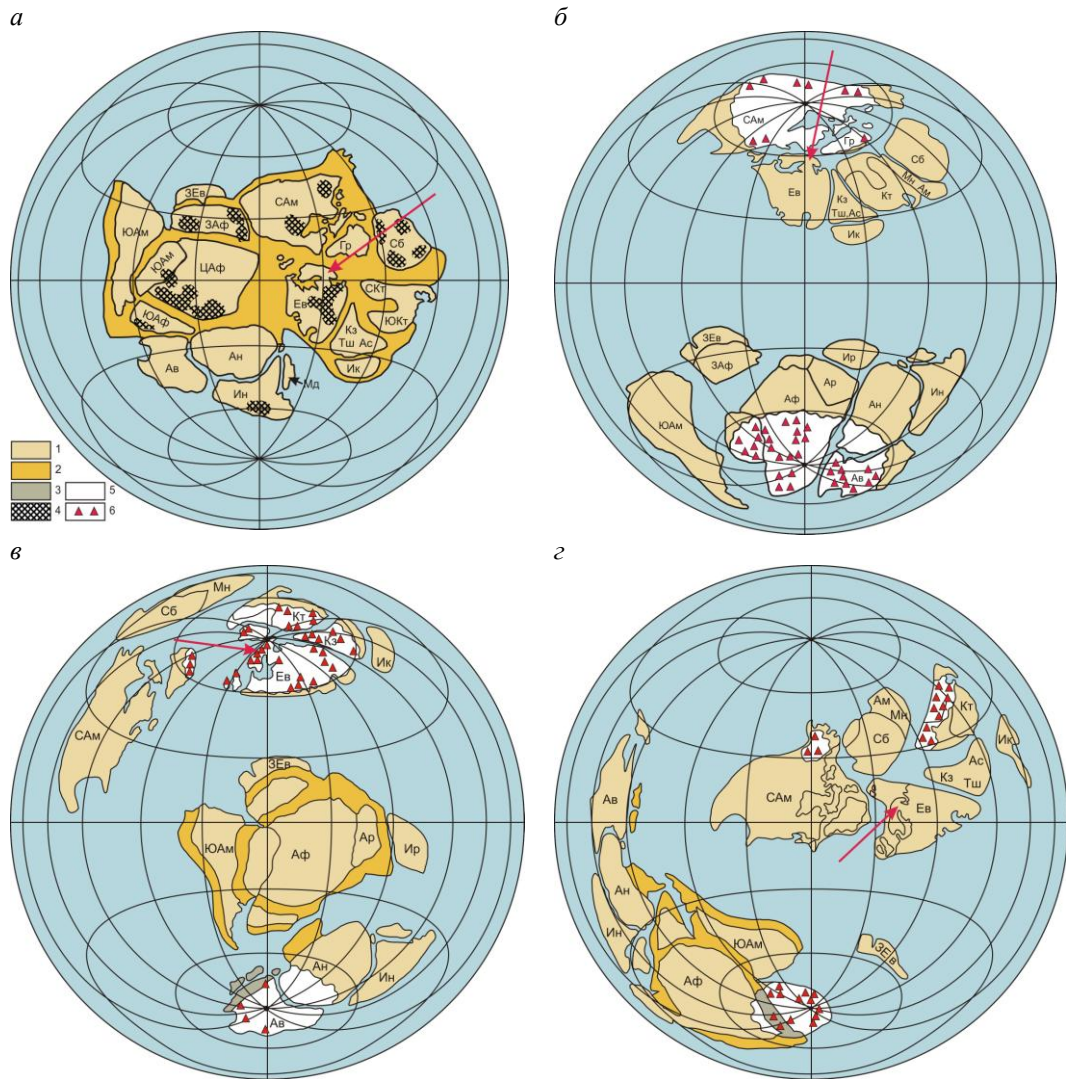 а
б
ЗЕв
САм
ЮАм
ЗАф
Гр
Сб
ЮАм
ЦАф
СКт
Ев
ЮКт
ЮАф
Кз
Ан
Тш Ас
Ав
Ик
Мд
Ин
1
2
3
5
4
6
САм
Гр
Сб
Мн
Ам
Кт
Ев
Кз
Тш,Ас
Ик
ЗЕв
Ир
ЗАф
Ар
Ин
Аф
Ан
ЮАм
Ав
в
г
Мн
Сб
Кт
Кз
Ик
Ев
САм
ЗЕв
ЮАм
Аф
Ар
Ир
Ан
Ин
Ав
Ам
Мн
Кт
Сб
Ик
Ас
Кз
Тш
Ав
САм
Ев
Ан
Ин
ЮАм
ЗЕв
Аф